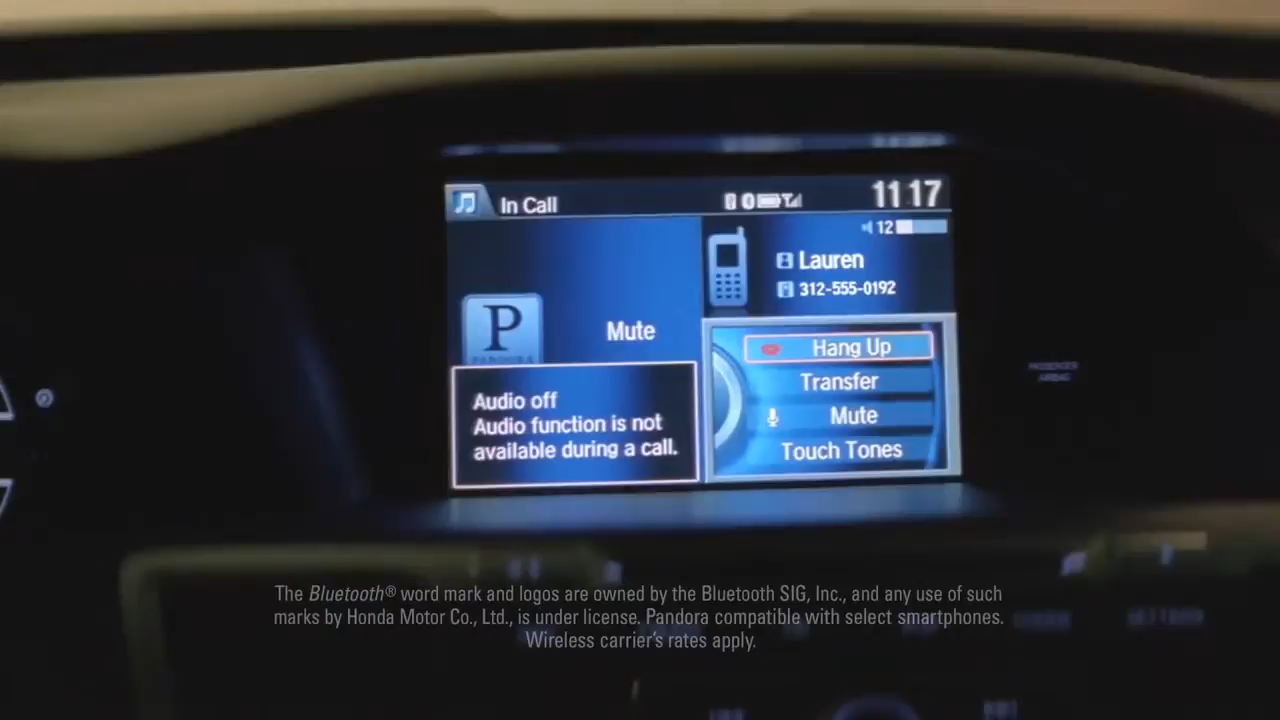 In Call
11:17
12
Lauren
312-555-0192
P
PANDORA
Mute
Hang Up
Transfer
Mute
Touch Tones
Audio off
Audio function is not
available during a call.
PASSENGER
AIRBAG
The Bluetooth® word mark and logos are owned by the Bluetooth SIG, Inc., and any use of such
marks by Honda Motor Co., Ltd., is under license. Pandora compatible with select smartphones.
Wireless carrier's rates apply.